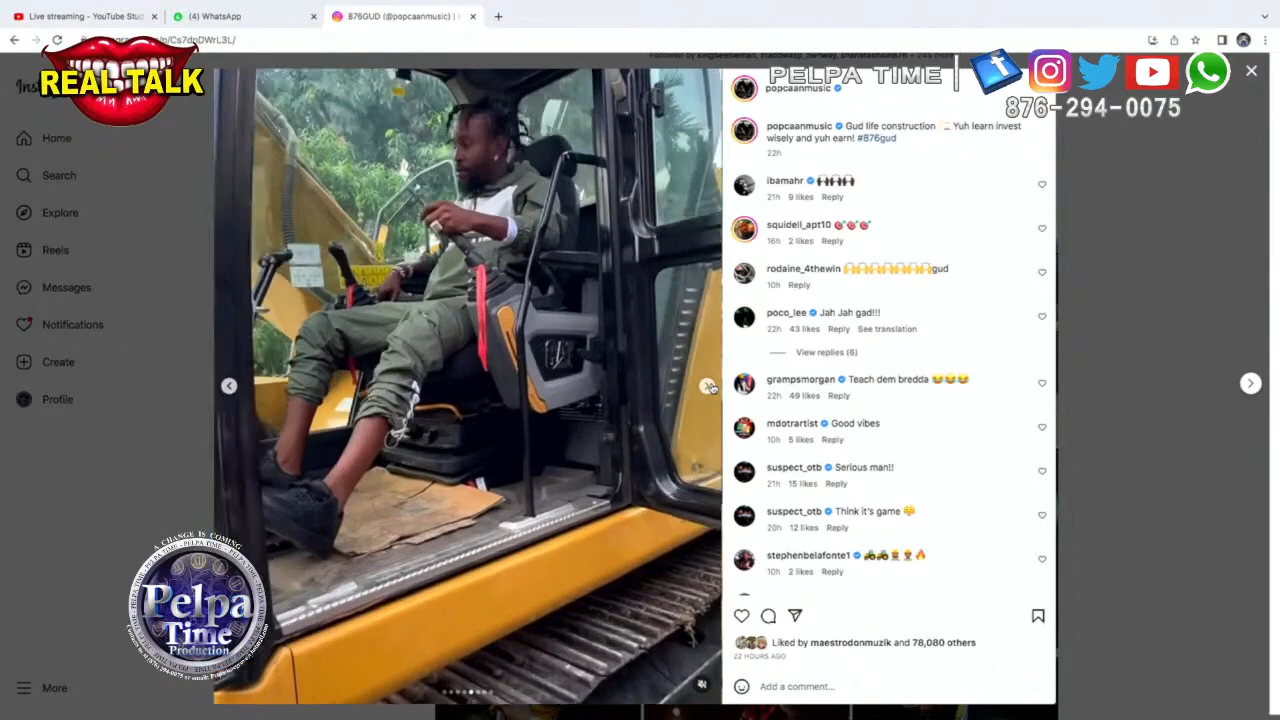 Live streaming - YouTube Stud
(4) WhatsApp
876GUD (@popcaanmusic) |
/Cs7dnDWrL3L/
REAL TALK
PELPA TIME |
876-294-0075
Home
Search
Explore
Reels
Messages
Notifications
Create
Profile
More
popcaanmusic
popcaanmusic Gud life construction Yuh learn invest
wisely and yuh earn! #876gud
22h
ibamahr
21h 9 likes Reply
squidell_apt10 🎯🎯🎯
16h 2 likes Reply
rodaine_4thewin 🙌🙌🙌🙌🙌🙌🙌gud
10h Reply
poco_lee Jah Jah gad!!!
22h 43 likes Reply See translation
View replies (6)
grampsmorgan Teach dem bredda 😂😂😂
22h 49 likes Reply
mdotrartist Good vibes
10h 5 likes Reply
suspect_otb Serious man!!
21h 15 likes Reply
suspect_otb Think it's game
20h 12 likes Reply
stephenbelafonte1
10h 2 likes Reply
Liked by maestrodonmuzik and 78,080 others
22 HOURS AGO
Add a comment...
CHANGE IS COMING
Pelpa
Time
Production